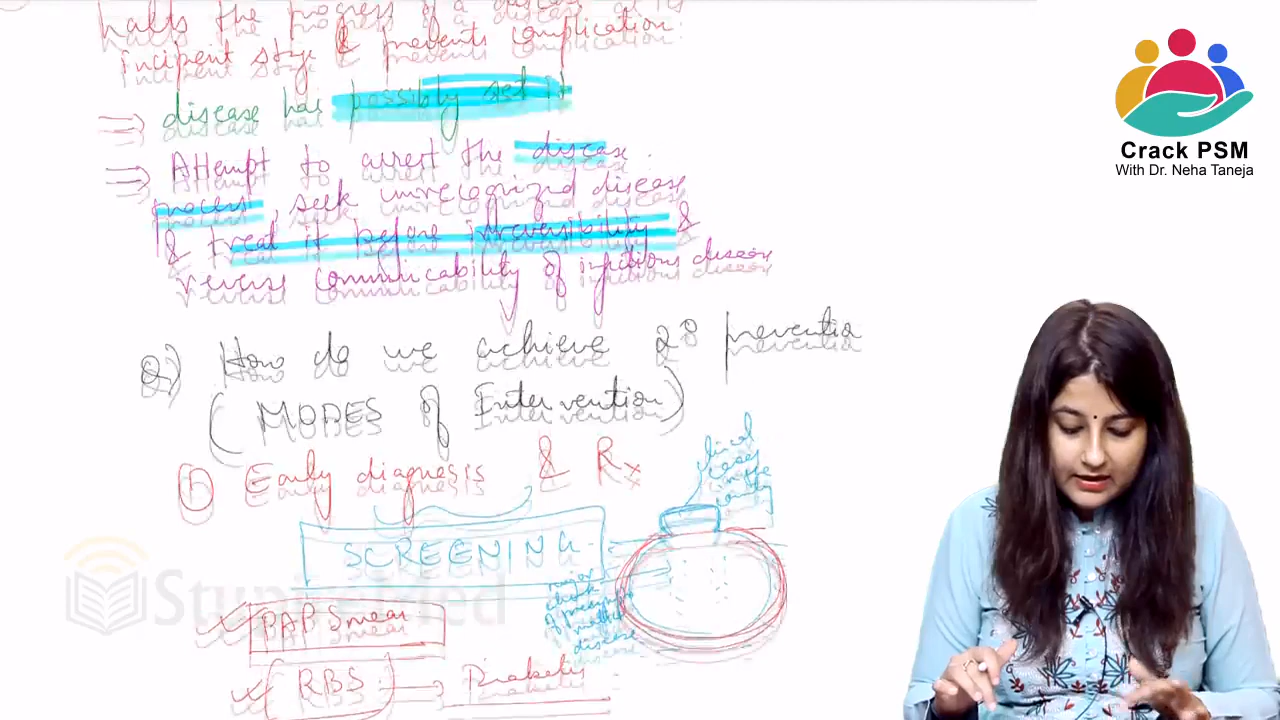 halts the progress of a disease at its
incipient stage & prevents complication.
⇒ disease has possibly set in
⇒ Attempt to arrest the disease
process, seek unrecognized disease
& treat it before irreversibility &
reverse communicability of infectious disease
Q) How do we achieve 2° prevention
(MODES of Intervention)
① Early diagnosis & Rx
SCREENING
PAP Smear
RBS → Diabetes
cases
disease
Crack PSM
With Dr. Neha Taneja